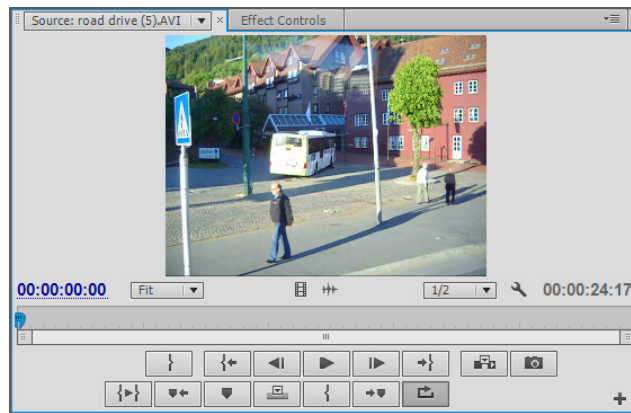 Source: road drive (5).AVI
Effect Controls
00:00:00:00
Fit
1/2
00:00:24:17